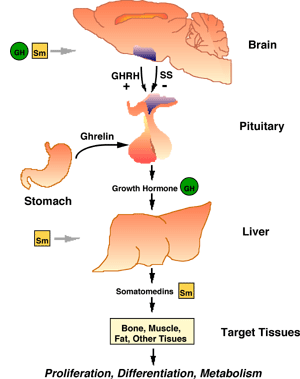 Brain
GH Sm
GHRH SS
+ -
Pituitary
Ghrelin
Stomach
Growth Hormone GH
Sm
Liver
Somatomedins Sm
Bone, Muscle,
Fat, Other Tisues
Target Tissues
Proliferation, Differentiation, Metabolism